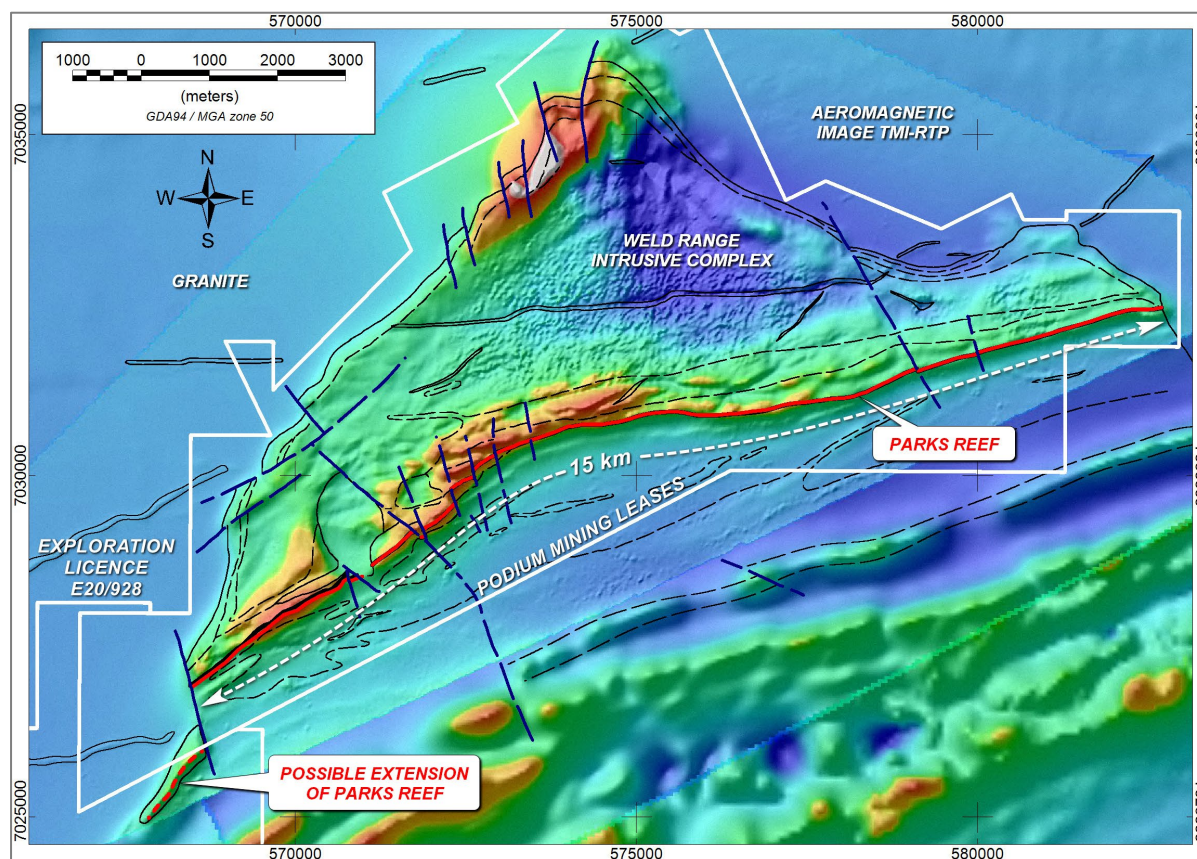 570000
575000
580000
1000 0 1000 2000 3000
(meters)
GDA94 / MGA zone 50
AEROMAGNETIC
IMAGE TMI-RTP
7035000
N
W E
S
WELD RANGE
INTRUSIVE COMPLEX
GRANITE
PARKS REEF
15 km
7030000
PODIUM MINING LEASES
EXPLORATION
LICENCE
E20/928
POSSIBLE EXTENSION
OF PARKS REEF
7025000
570000
575000
580000